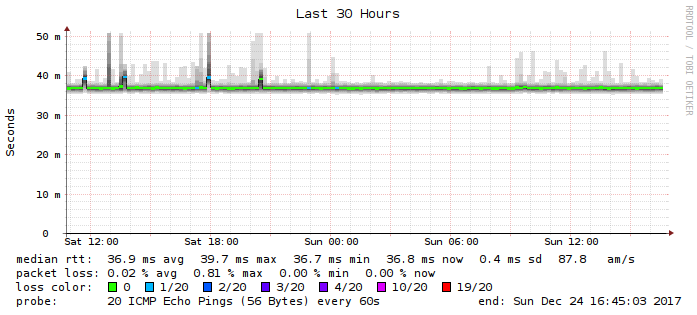 Last 30 Hours
RRDTOOL / TOBI OETIKER
Seconds
50 m
40 m
30 m
20 m
10 m
0
Sat 12:00 Sat 18:00 Sun 00:00 Sun 06:00 Sun 12:00
median rtt: 36.9 ms avg 39.7 ms max 36.7 ms min 36.8 ms now 0.4 ms sd 87.8 am/s
packet loss: 0.02 % avg 0.81 % max 0.00 % min 0.00 % now
loss color: 0 1/20 2/20 3/20 4/20 10/20 19/20
probe: 20 ICMP Echo Pings (56 Bytes) every 60s end: Sun Dec 24 16:45:03 2017